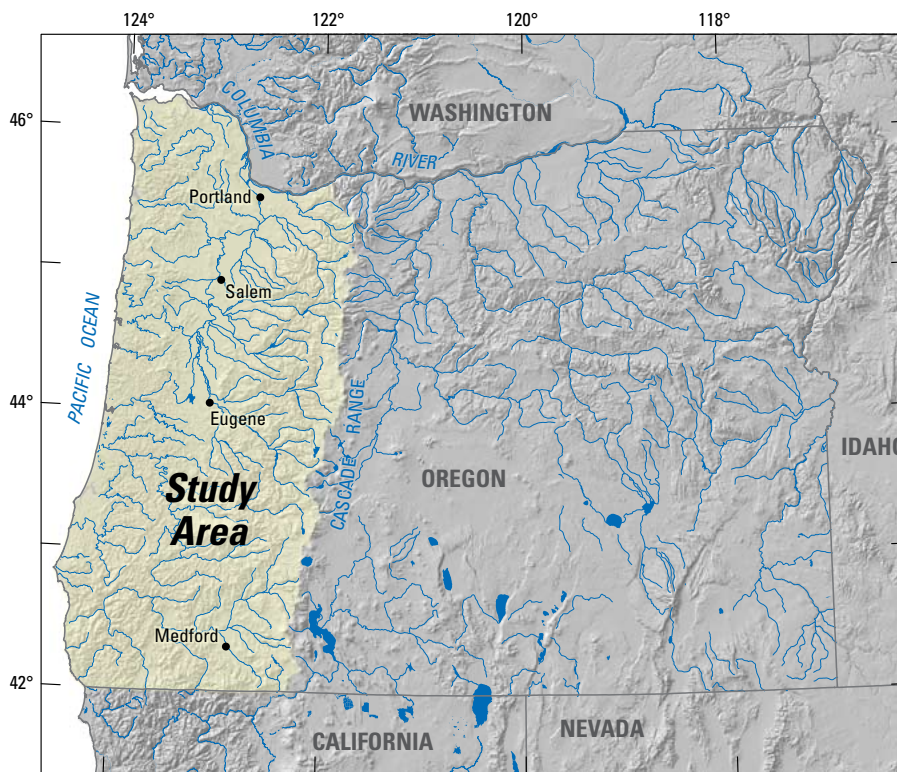 124° 122° 120° 118°
46°
44°
42°
WASHINGTON
COLUMBIA
RIVER
Portland
Salem
PACIFIC OCEAN
Eugene
CASCADE RANGE
OREGON
IDAHO
Study
Area
Medford
CALIFORNIA
NEVADA